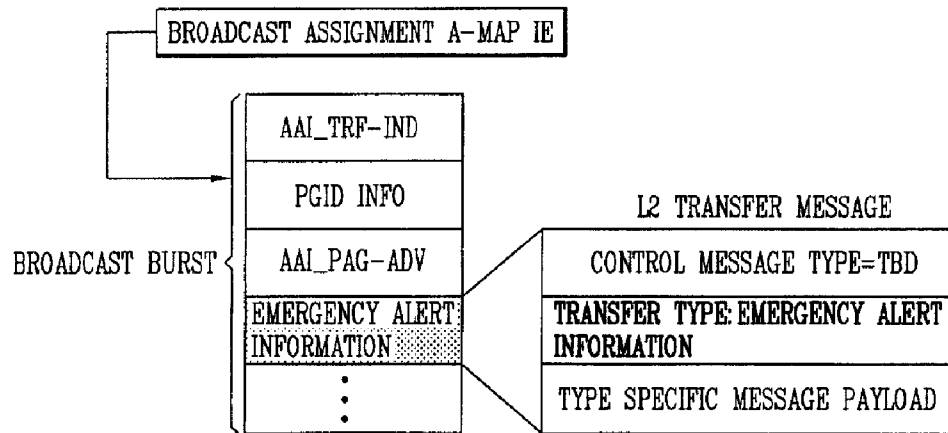 BROADCAST ASSIGNMENT A-MAP IE
AAI_TRF-IND
PGID INFO
L2 TRANSFER MESSAGE
BROADCAST BURST
AAI_PAG-ADV
CONTROL MESSAGE TYPE=TBD
EMERGENCY ALERT
INFORMATION
TRANSFER TYPE:EMERGENCY ALERT
INFORMATION
TYPE SPECIFIC MESSAGE PAYLOAD